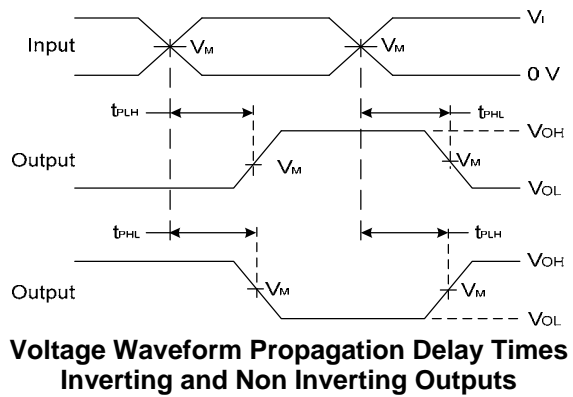 VI
Input VM VM
0 V
tPLH tPHL
VOH
Output VM VM
VOL
tPHL tPLH
VOH
Output VM VM
VOL
Voltage Waveform Propagation Delay Times
Inverting and Non Inverting Outputs